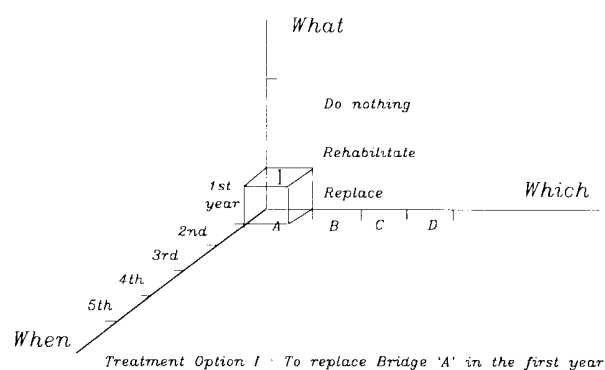 What
Do nothing
Rehabilitate
I
1st
year
Replace
Which
A
B
C
D
2nd
3rd
4th
5th
When
Treatment Option I · To replace Bridge 'A' in the first year